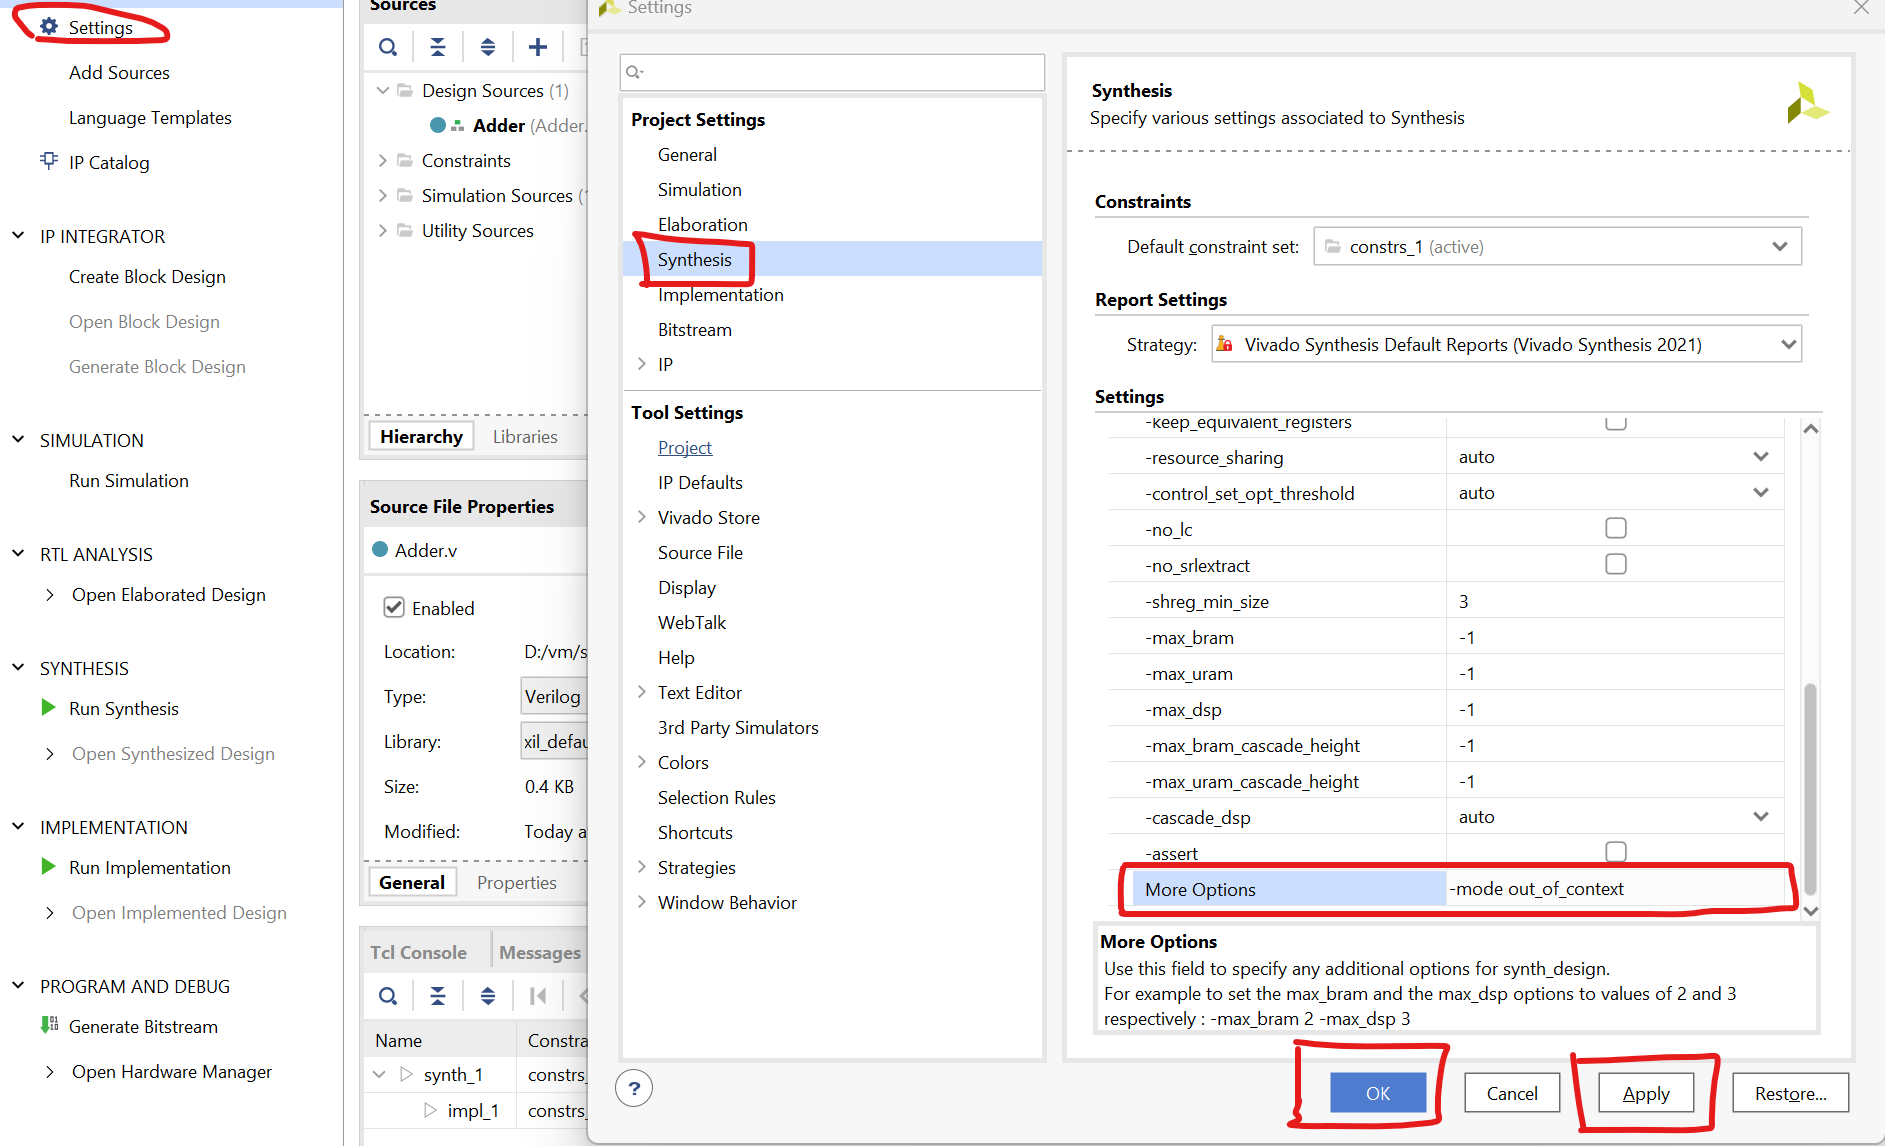 Settings
Add Sources
Language Templates
IP Catalog
IP INTEGRATOR
Create Block Design
Open Block Design
Generate Block Design
SIMULATION
Run Simulation
RTL ANALYSIS
Open Elaborated Design
SYNTHESIS
Run Synthesis
Open Synthesized Design
IMPLEMENTATION
Run Implementation
Open Implemented Design
PROGRAM AND DEBUG
Generate Bitstream
Open Hardware Manager
Sources
Design Sources (1)
Adder (Adder.
Constraints
Simulation Sources (
Utility Sources
Hierarchy Libraries
Source File Properties
Adder.v
Enabled
Location: D:/vm/s
Type: Verilog
Library: xil_defau
Size: 0.4 KB
Modified: Today a
General Properties
Tcl Console Messages
Name Constra
synth_1 constrs_
impl_1 constrs_
Settings
Project Settings
General
Simulation
Elaboration
Synthesis
Implementation
Bitstream
IP
Tool Settings
Project
IP Defaults
Vivado Store
Source File
Display
WebTalk
Help
Text Editor
3rd Party Simulators
Colors
Selection Rules
Shortcuts
Strategies
Window Behavior
Synthesis
Specify various settings associated to Synthesis
Constraints
Default constraint set: constrs_1 (active)
Report Settings
Strategy: Vivado Synthesis Default Reports (Vivado Synthesis 2021)
Settings
-keep_equivalent_registers
-resource_sharing auto
-control_set_opt_threshold auto
-no_lc
-no_srlextract
-shreg_min_size 3
-max_bram -1
-max_uram -1
-max_dsp -1
-max_bram_cascade_height -1
-max_uram_cascade_height -1
-cascade_dsp auto
-assert
More Options -mode out_of_context
More Options
Use this field to specify any additional options for synth_design.
For example to set the max_bram and the max_dsp options to values of 2 and 3
respectively : -max_bram 2 -max_dsp 3
? OK Cancel Apply Restore...